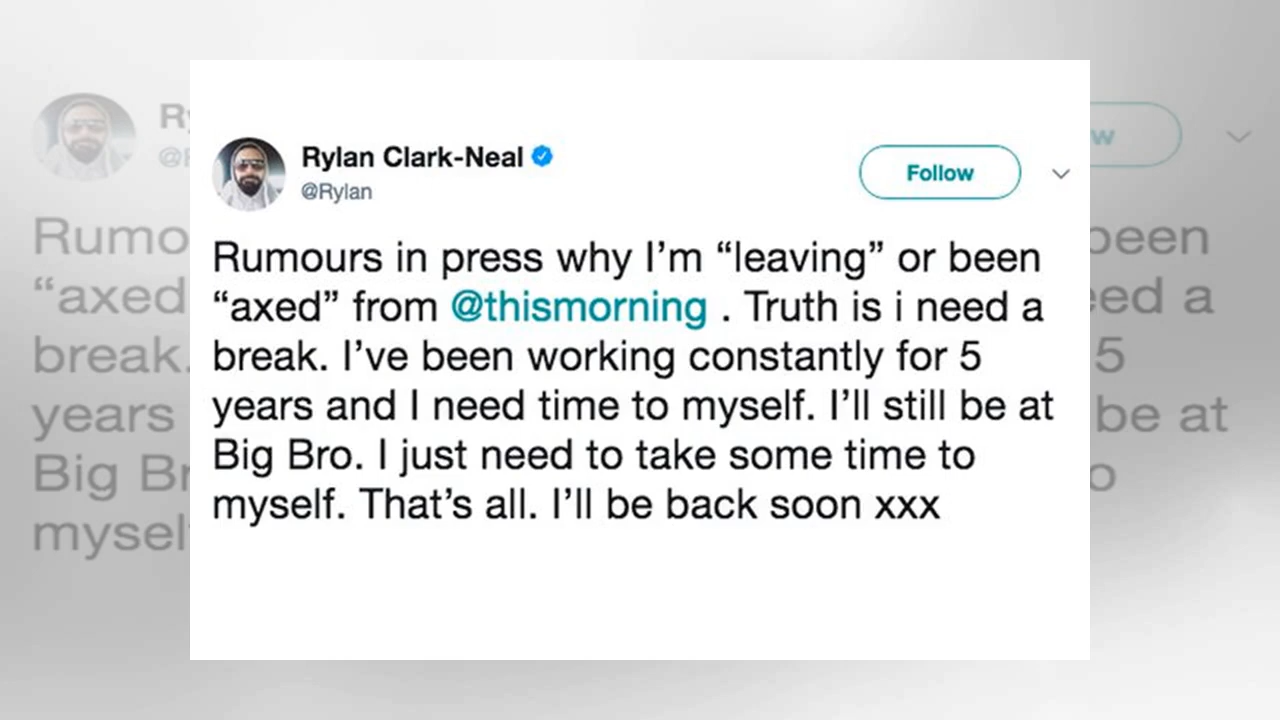 Rylan Clark-Neal
@Rylan
Follow
Rumours in press why I’m “leaving” or been
“axed” from @thismorning . Truth is i need a
break. I’ve been working constantly for 5
years and I need time to myself. I’ll still be at
Big Bro. I just need to take some time to
myself. That’s all. I’ll be back soon xxx